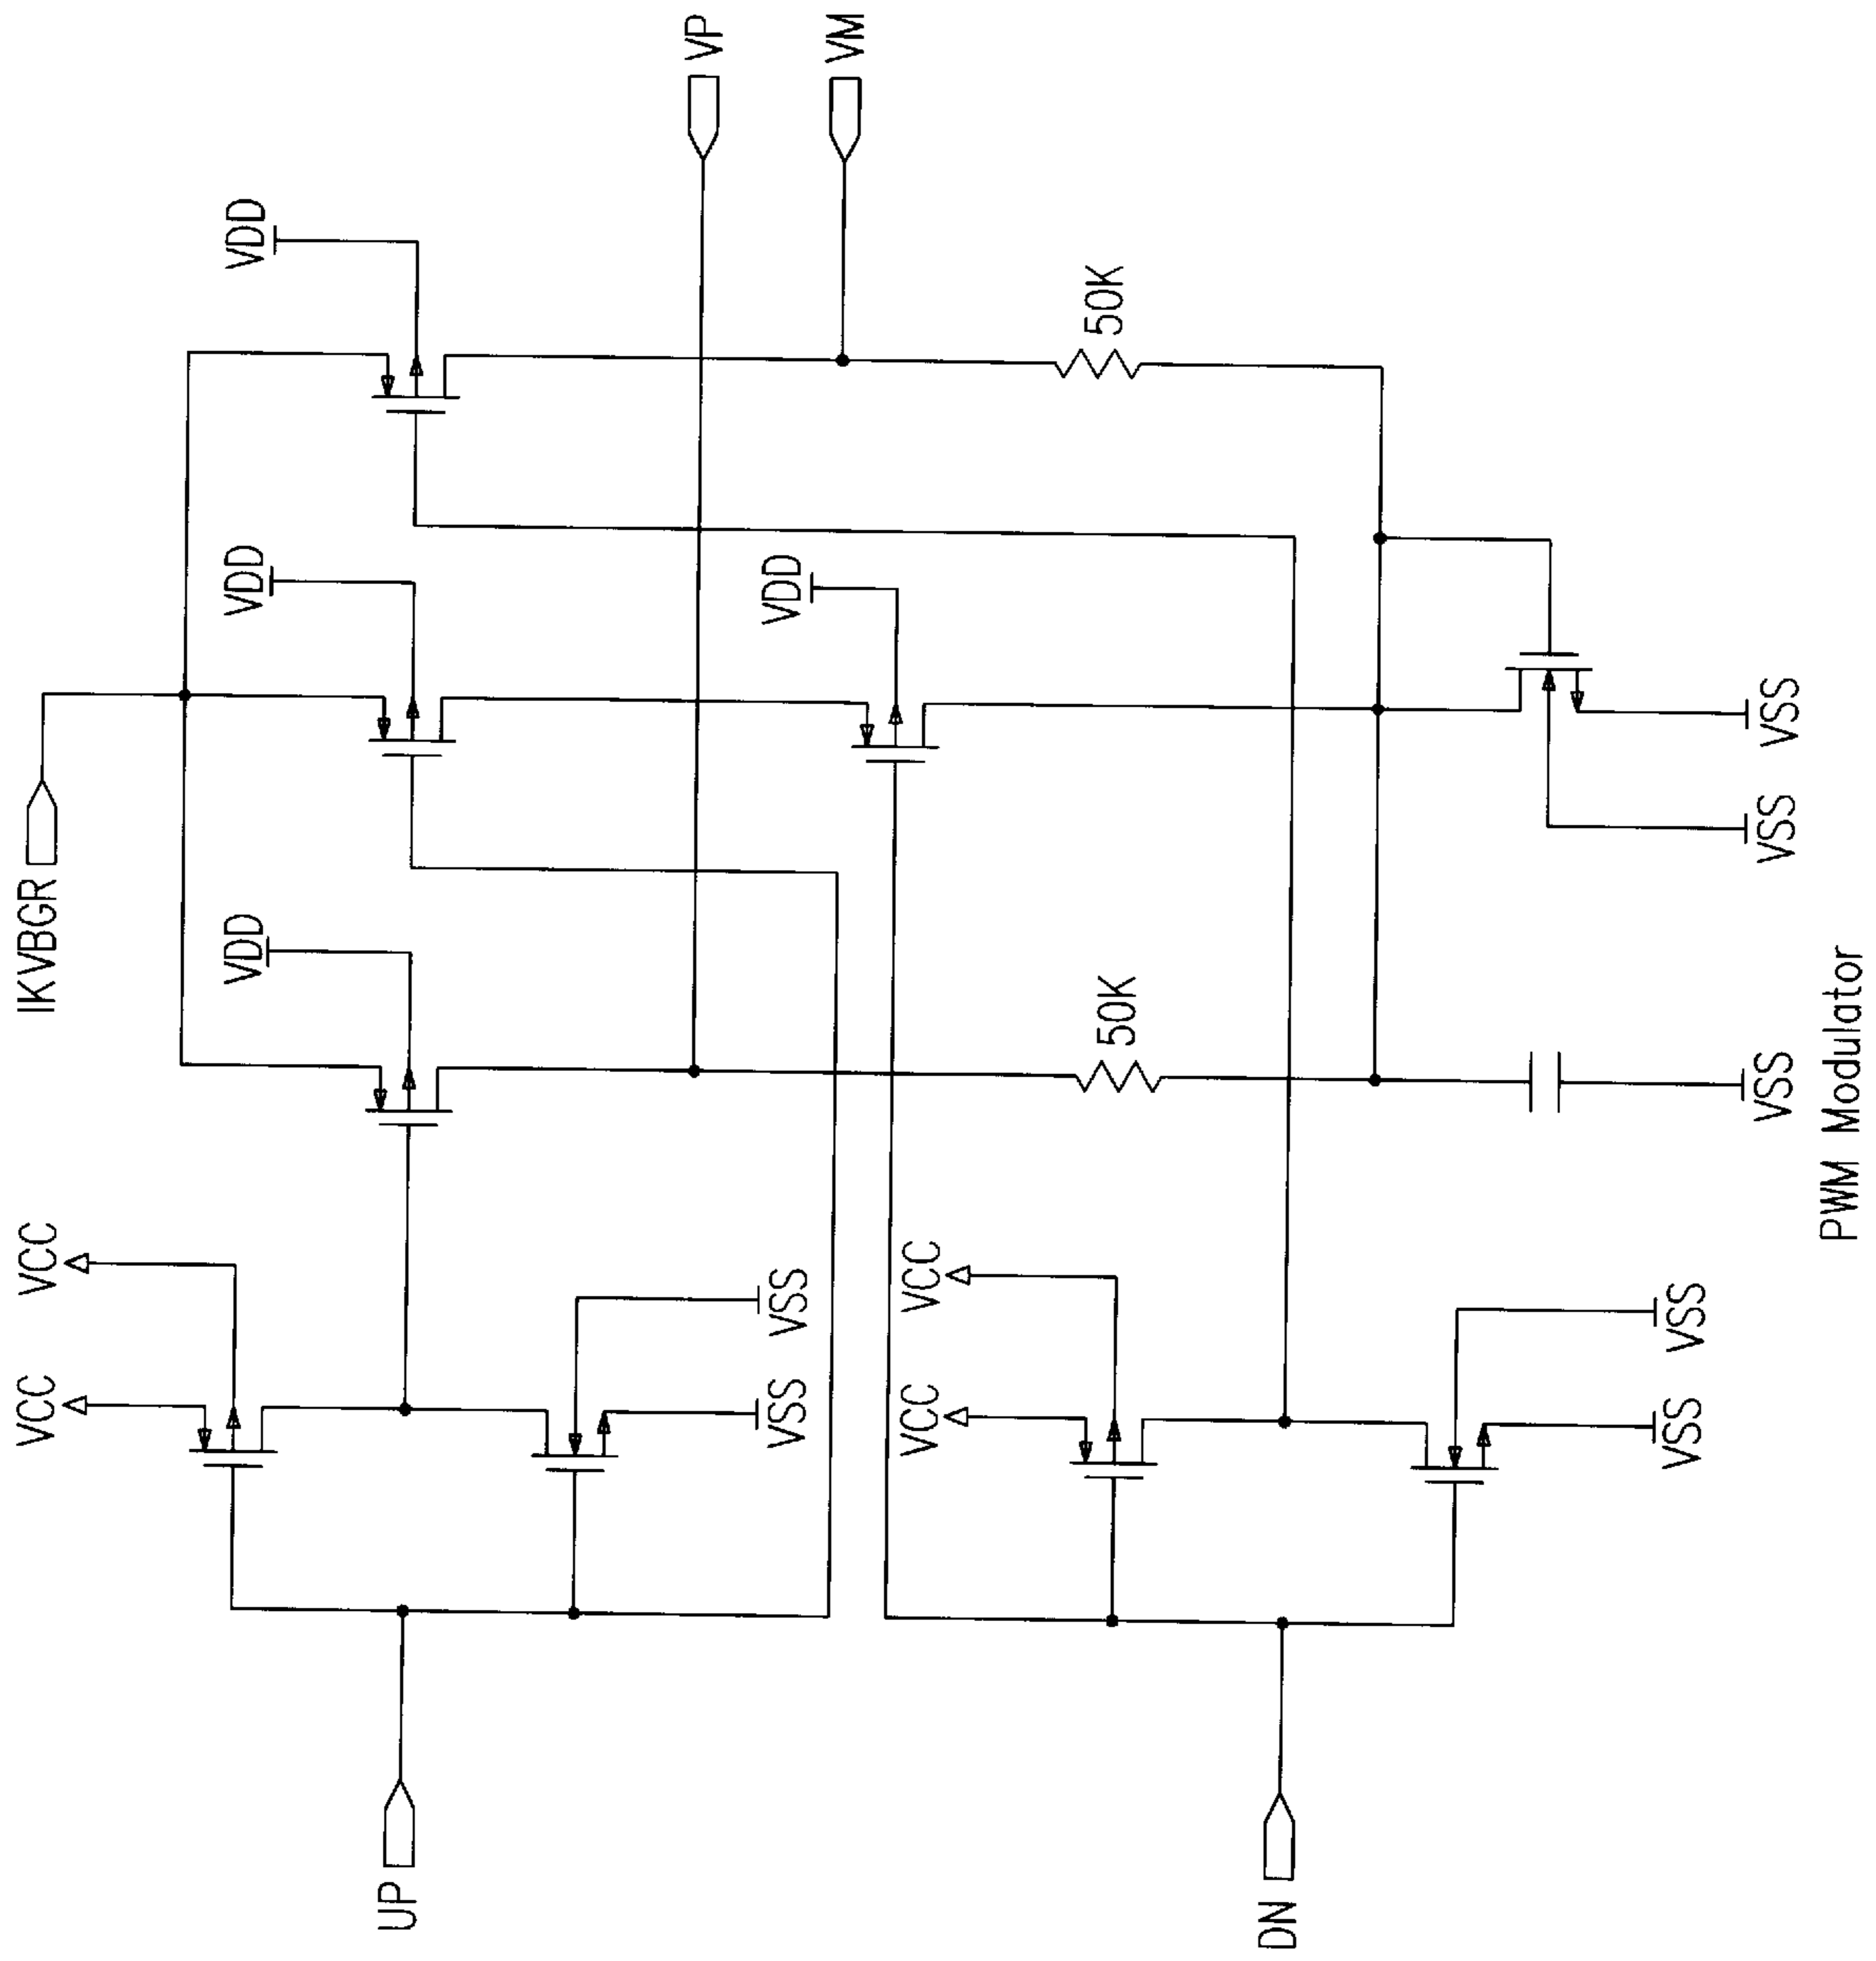 VCC
VCC
IKVBGR
VDD
VDD
VDD
UP
VP
VSS
VSS
VDD
VM
VCC
VCC
50K
50K
DN
VSS
VSS
VSS
VSS
VSS
PWM Modulator